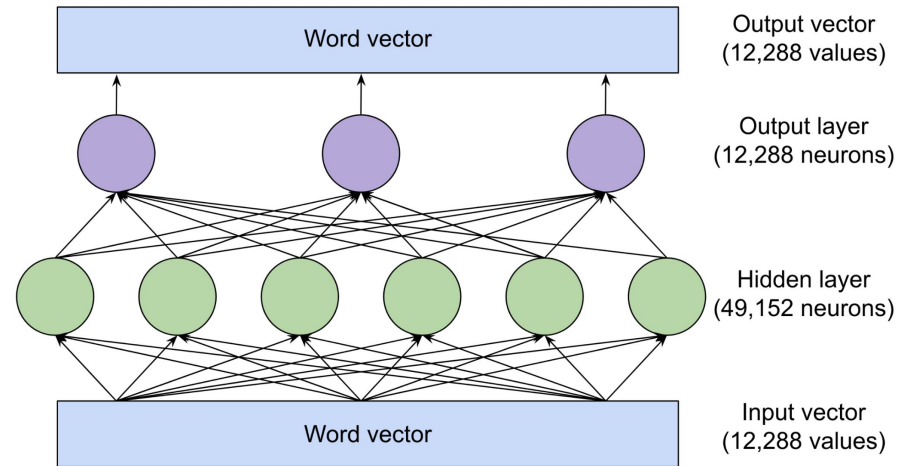 Word vector
Output vector
(12,288 values)
Output layer
(12,288 neurons)
Hidden layer
(49,152 neurons)
Word vector
Input vector
(12,288 values)